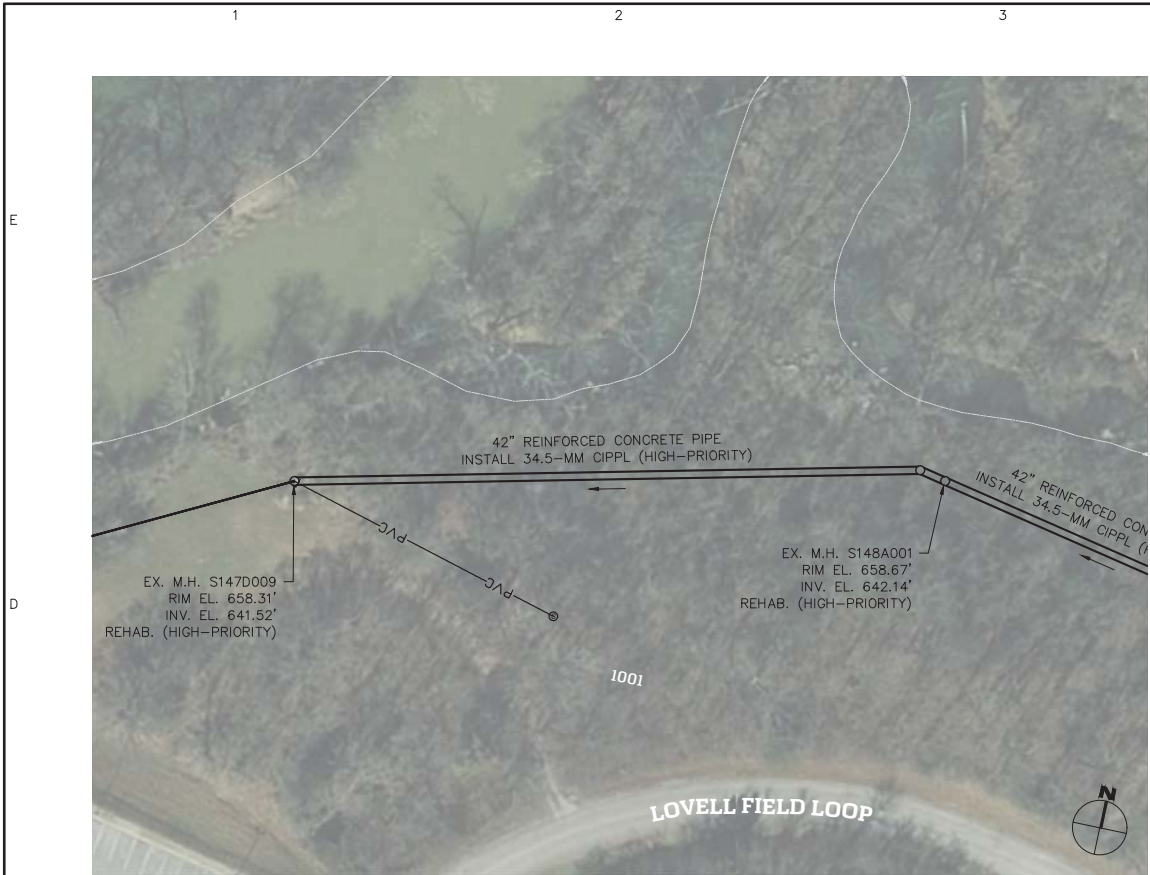 1
2
3
E
D
42" REINFORCED CONCRETE PIPE
INSTALL 34.5-MM CIPPL (HIGH-PRIORITY)
42" REINFORCED CON
INSTALL 34.5-MM CIPPL (H
PVC
PVC
EX. M.H. S147D009
RIM EL. 658.31'
INV. EL. 641.52'
REHAB. (HIGH-PRIORITY)
EX. M.H. S148A001
RIM EL. 658.67'
INV. EL. 642.14'
REHAB. (HIGH-PRIORITY)
1001
LOVELL FIELD LOOP
N